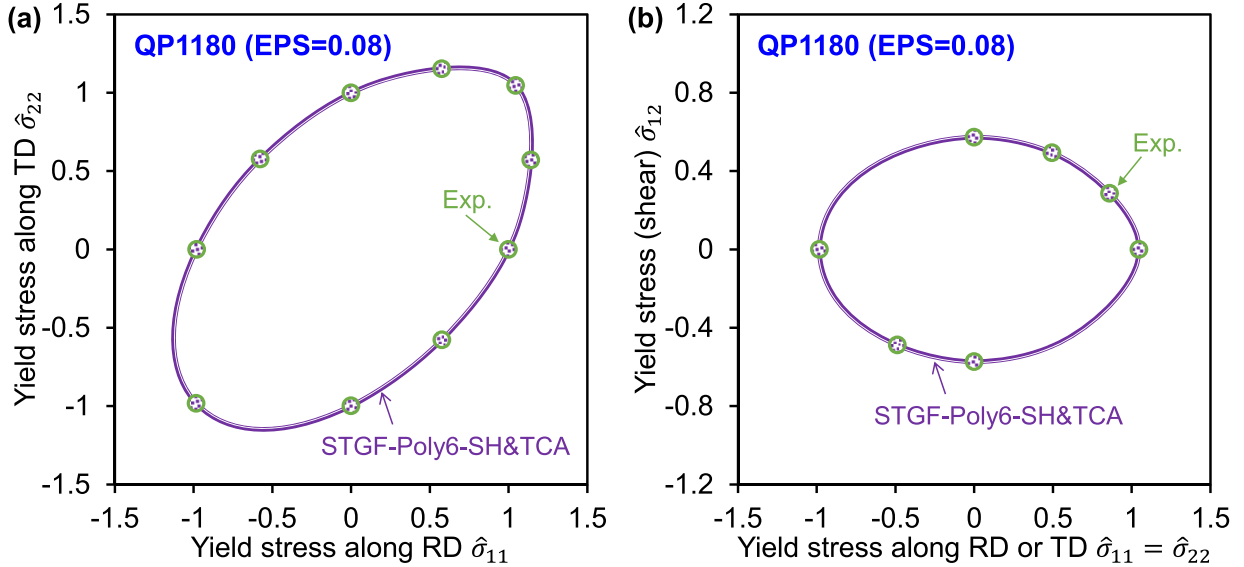 (a)
QP1180 (EPS=0.08)
Yield stress along TD σ̂₂₂
1.5
1
0.5
0
-0.5
-1
-1.5
Exp.
STGF-Poly6-SH&TCA
-1.5 -1 -0.5 0 0.5 1 1.5
Yield stress along RD σ̂₁₁
(b)
QP1180 (EPS=0.08)
Yield stress (shear) σ̂₁₂
1.2
0.8
0.4
0
-0.4
-0.8
-1.2
Exp.
STGF-Poly6-SH&TCA
-1.5 -1 -0.5 0 0.5 1 1.5
Yield stress along RD or TD σ̂₁₁ = σ̂₂₂